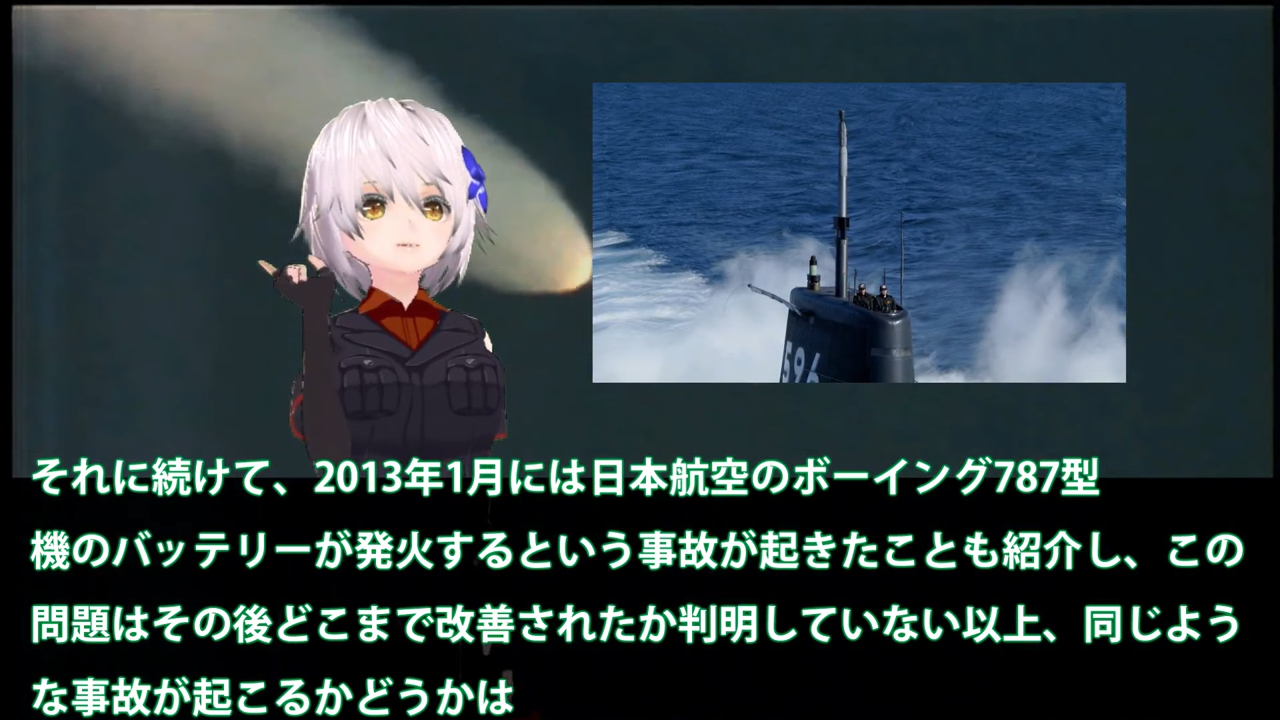 596
それに続けて、2013年1月には日本航空のボーイング787型
機のバッテリーが発火するという事故が起きたことも紹介し、この
問題はその後どこまで改善されたか判明していない以上、同じよう
な事故が起こるかどうかは